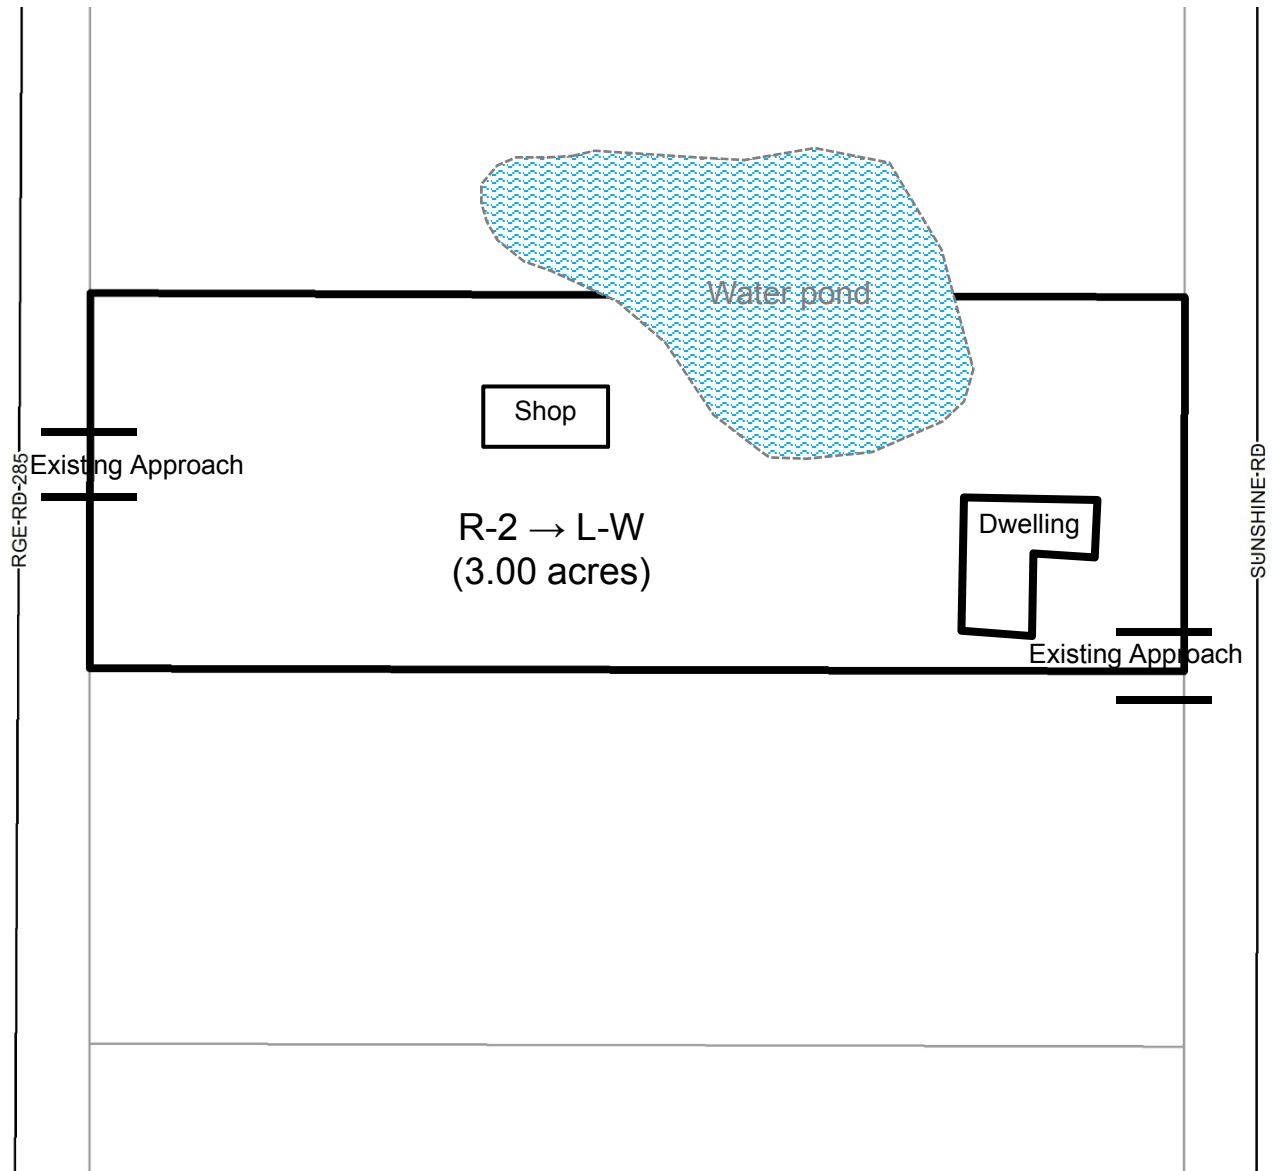 Water pond
Shop
Existing Approach
RGE-RD-285
SUNSHINE-RD
R-2 → L-W
(3.00 acres)
Dwelling
Existing Approach